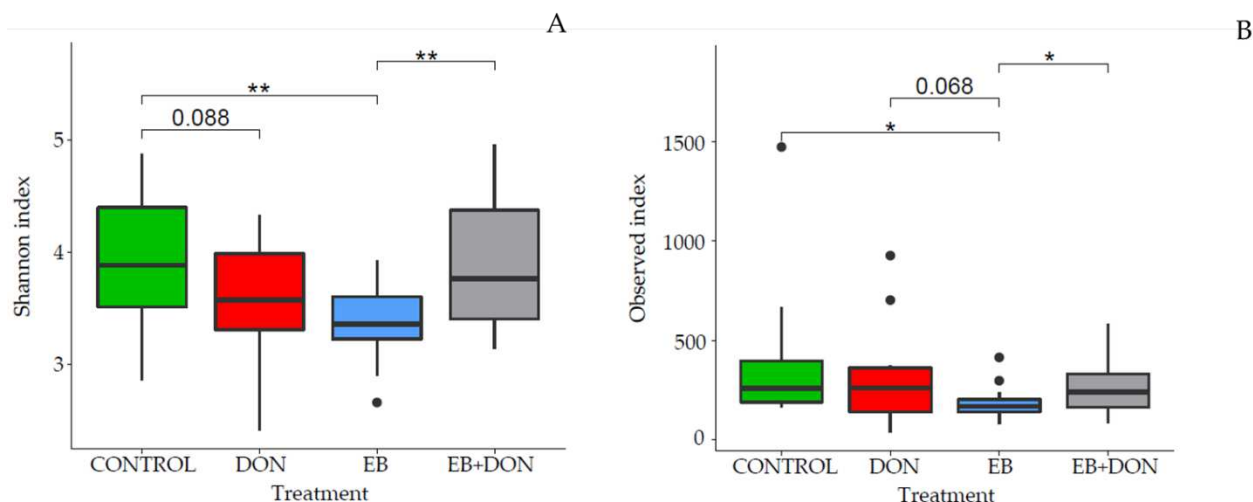 A
**
**
0.088
5
4
3
Shannon index
CONTROL
DON
EB
EB+DON
Treatment
B
*
0.068
*
1500
1000
500
0
Observed index
CONTROL
DON
EB
EB+DON
Treatment